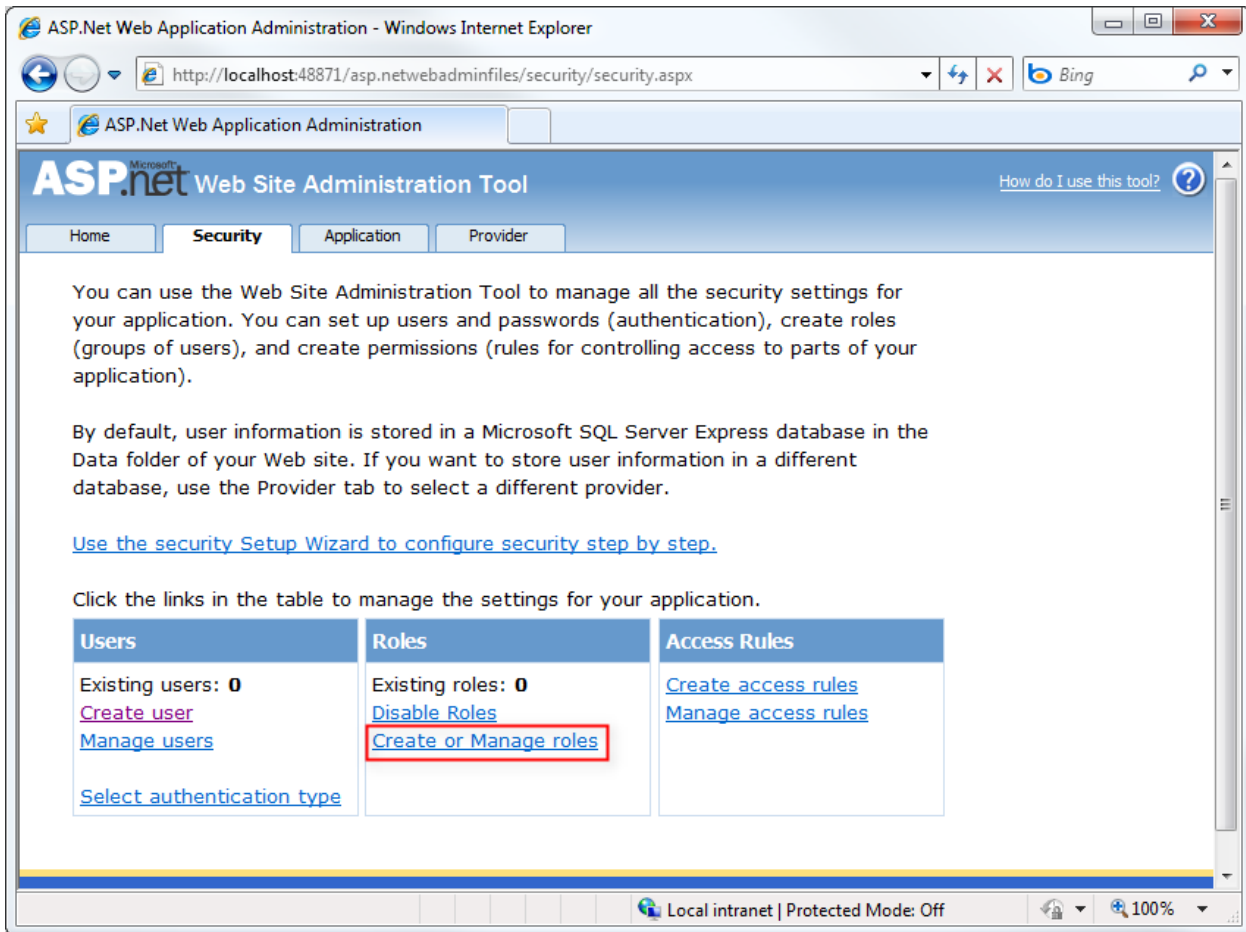 ASP.Net Web Application Administration - Windows Internet Explorer
http://localhost:48871/asp.netwebadminfiles/security/security.aspx
Bing
ASP.Net Web Application Administration
Microsoft
ASP.net Web Site Administration Tool
How do I use this tool? ?
Home Security Application Provider
You can use the Web Site Administration Tool to manage all the security settings for
your application. You can set up users and passwords (authentication), create roles
(groups of users), and create permissions (rules for controlling access to parts of your
application).
By default, user information is stored in a Microsoft SQL Server Express database in the
Data folder of your Web site. If you want to store user information in a different
database, use the Provider tab to select a different provider.
Use the security Setup Wizard to configure security step by step.
Click the links in the table to manage the settings for your application.
Users Roles Access Rules
Existing users: 0 Existing roles: 0 Create access rules
Create user Disable Roles Manage access rules
Manage users Create or Manage roles
Select authentication type
Local intranet | Protected Mode: Off 100%